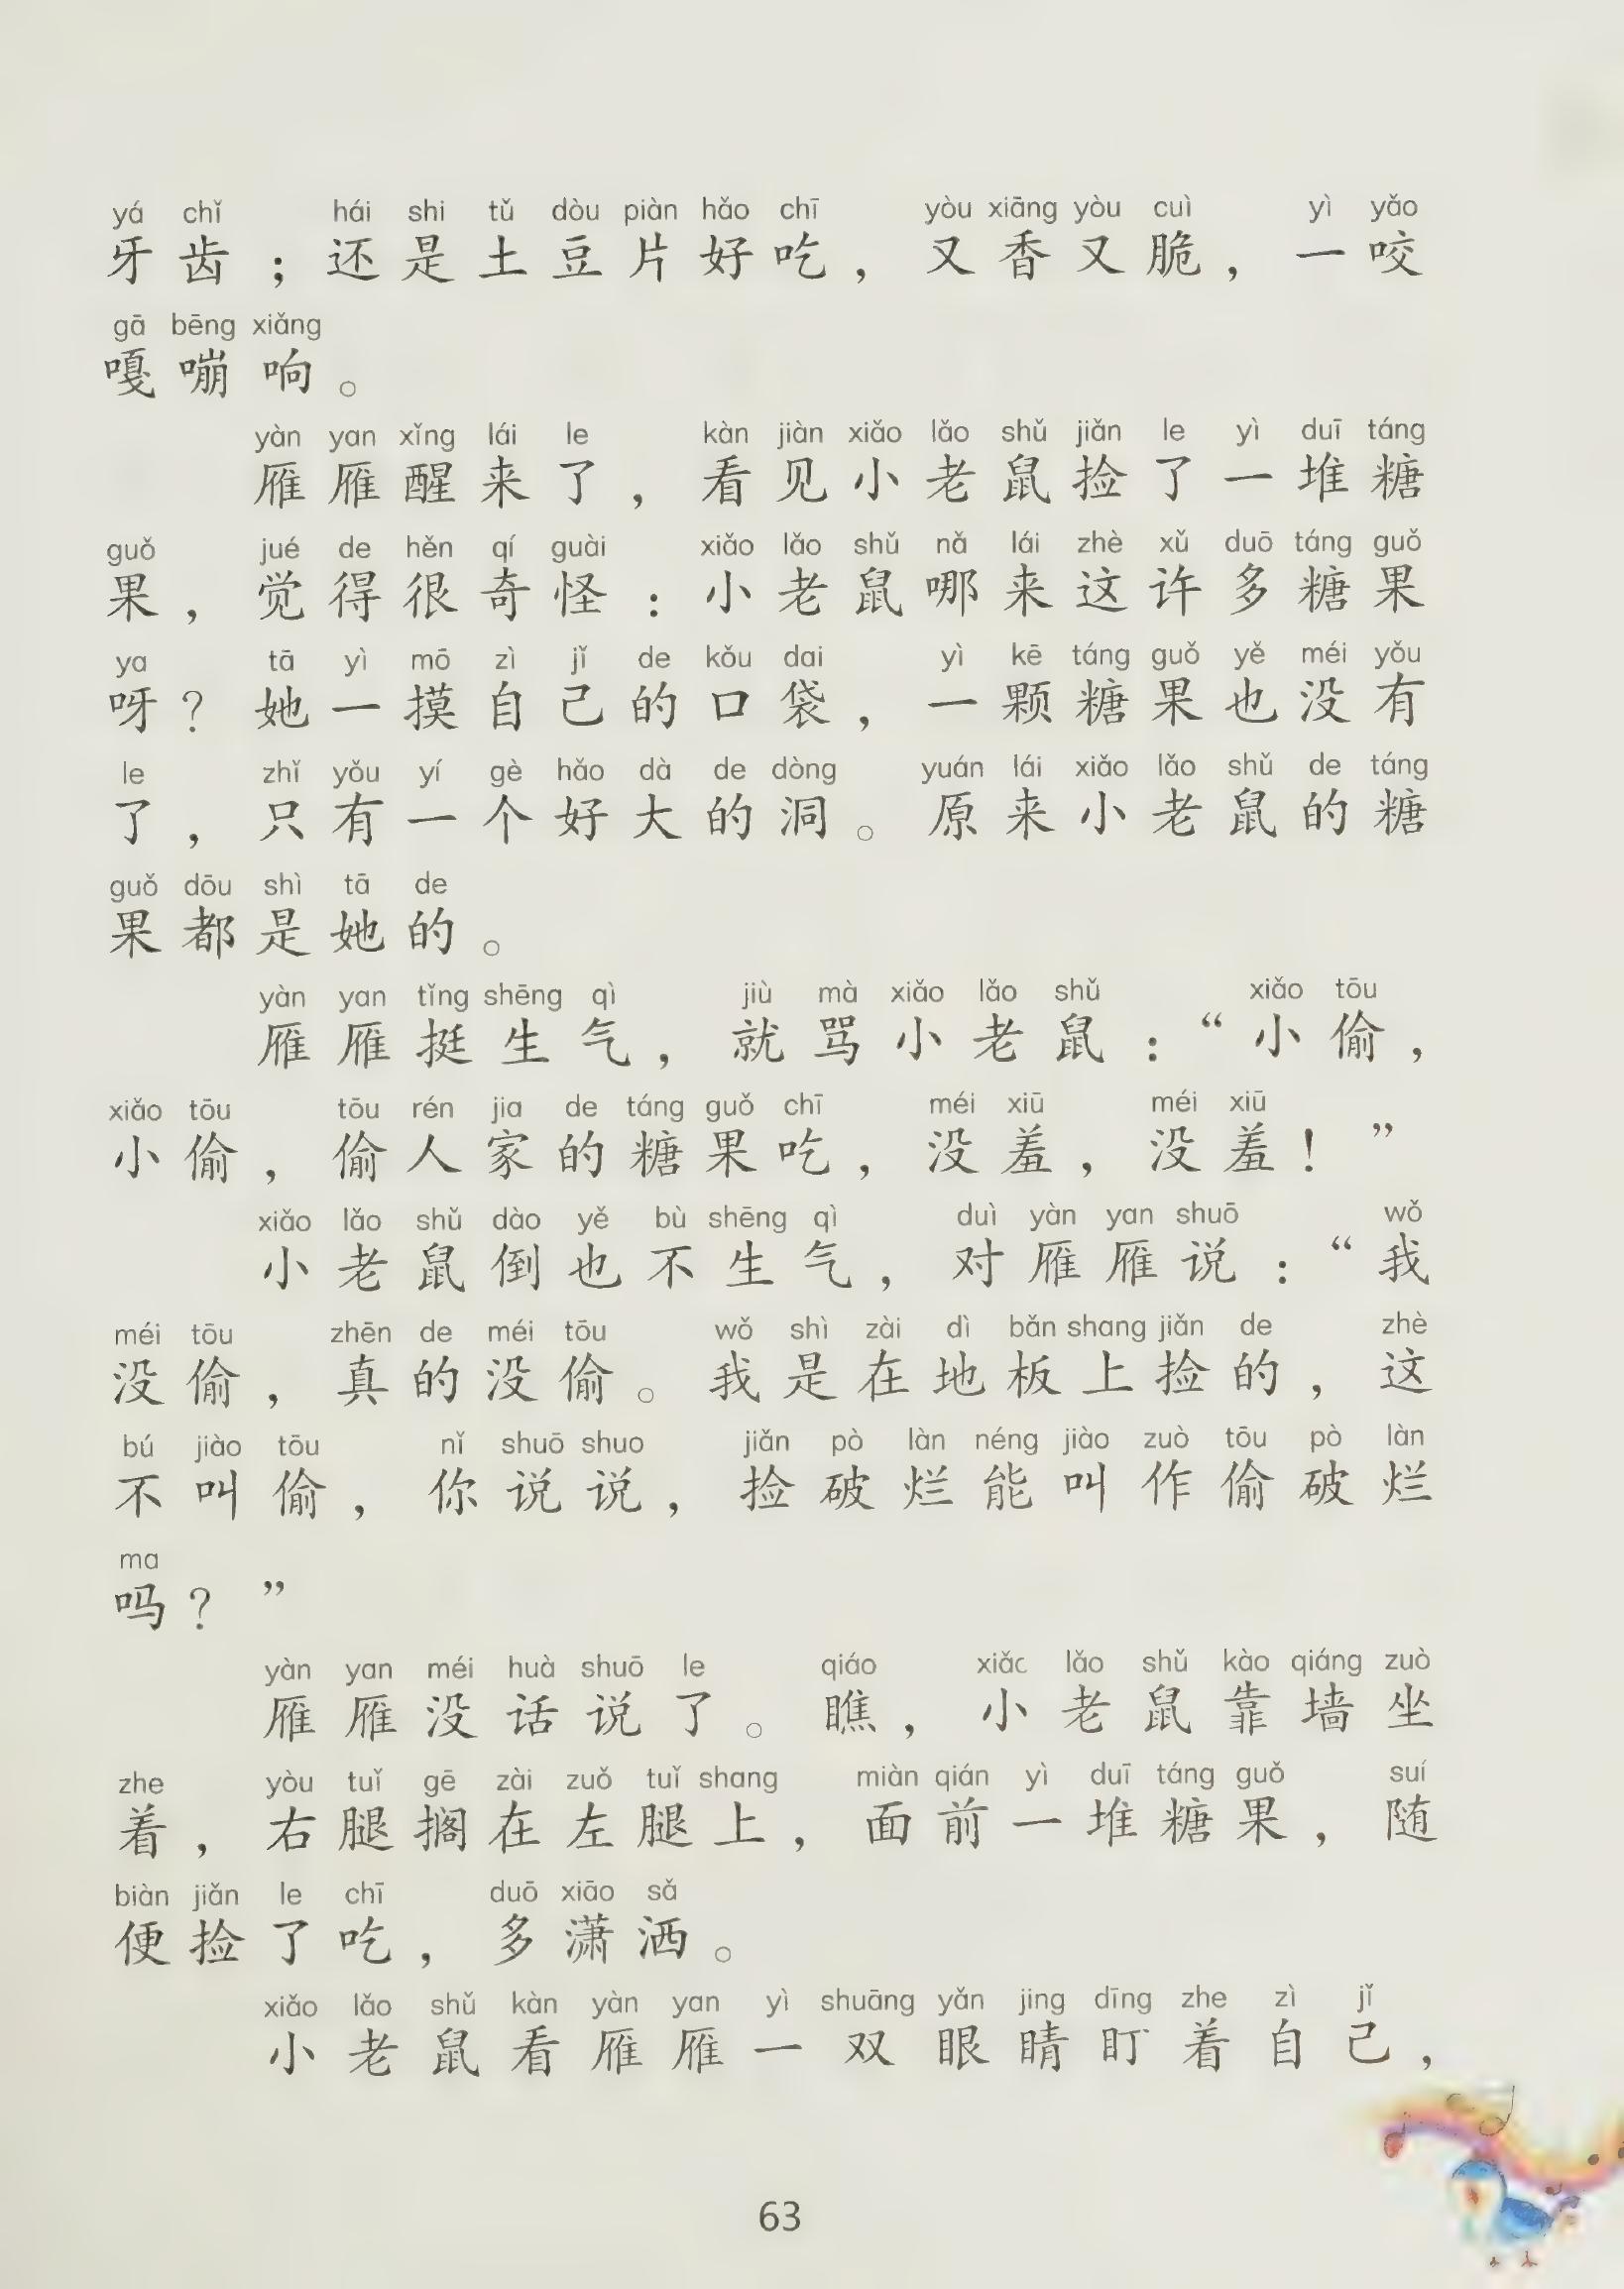 yá chǐ hái shi tǔ dòu piàn hǎo chī yòu xiāng yòu cuì yì yǎo
牙齿；还是土豆片好吃，又香又脆，一咬
gā bēng xiǎng
嘎嘣响。
yàn yan xǐng lái le kàn jiàn xiǎo lǎo shǔ jiǎn le yì duī táng
雁雁醒来了，看见小老鼠捡了一堆糖
guǒ jué de hěn qí guài xiǎo lǎo shǔ nǎ lái zhè xǔ duō táng guǒ
果，觉得很奇怪：小老鼠哪来这许多糖果
ya tā yì mō zì jǐ de kǒu dai yì kē táng guǒ yě méi yǒu
呀？她一摸自己的口袋，一颗糖果也没有
le zhǐ yǒu yí gè hǎo dà de dòng yuán lái xiǎo lǎo shǔ de táng
了，只有一个好大的洞。原来小老鼠的糖
guǒ dōu shì tā de
果都是她的。
yàn yan tǐng shēng qì jiù mà xiǎo lǎo shǔ xiǎo tōu
雁雁挺生气，就骂小老鼠：“小偷，
xiǎo tōu tōu rén jia de táng guǒ chī méi xiū méi xiū
小偷，偷人家的糖果吃，没羞，没羞！”
xiǎo lǎo shǔ dào yě bù shēng qì duì yàn yan shuō wǒ
小老鼠倒也不生气，对雁雁说：“我
méi tōu zhēn de méi tōu wǒ shì zài dì bǎn shang jiǎn de zhè
没偷，真的没偷。我是在地板上捡的，这
bú jiào tōu nǐ shuō shuo jiǎn pò làn néng jiào zuò tōu pò làn
不叫偷，你说说，捡破烂能叫作偷破烂
ma
吗？”
yàn yan méi huà shuō le qiáo xiǎo lǎo shǔ kào qiáng zuò
雁雁没话说了。瞧，小老鼠靠墙坐
zhe yòu tuǐ gē zài zuǒ tuǐ shang miàn qián yì duī táng guǒ suí
着，右腿搁在左腿上，面前一堆糖果，随
biàn jiǎn le chī duō xiāo sǎ
便捡了吃，多潇洒。
xiǎo lǎo shǔ kàn yàn yan yì shuāng yǎn jing dīng zhe zì jǐ
小老鼠看雁雁一双眼睛盯着自己，
63